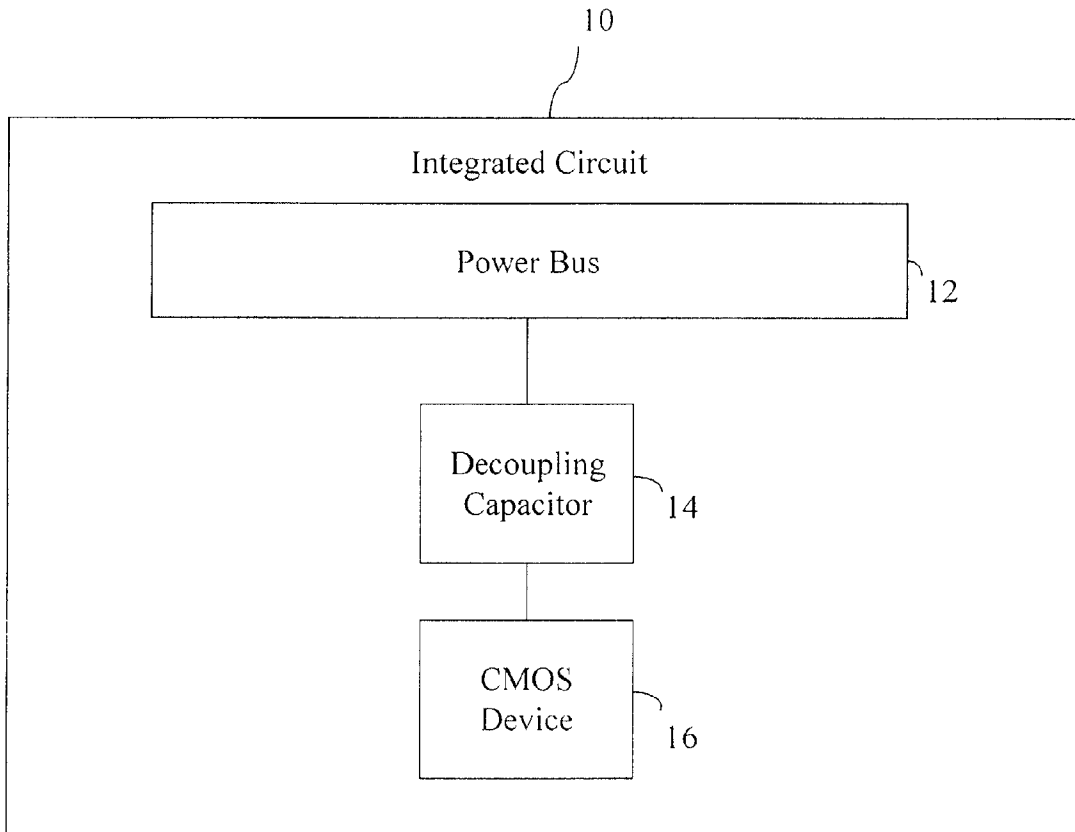 10
Integrated Circuit
Power Bus
12
Decoupling
Capacitor
14
CMOS
Device
16